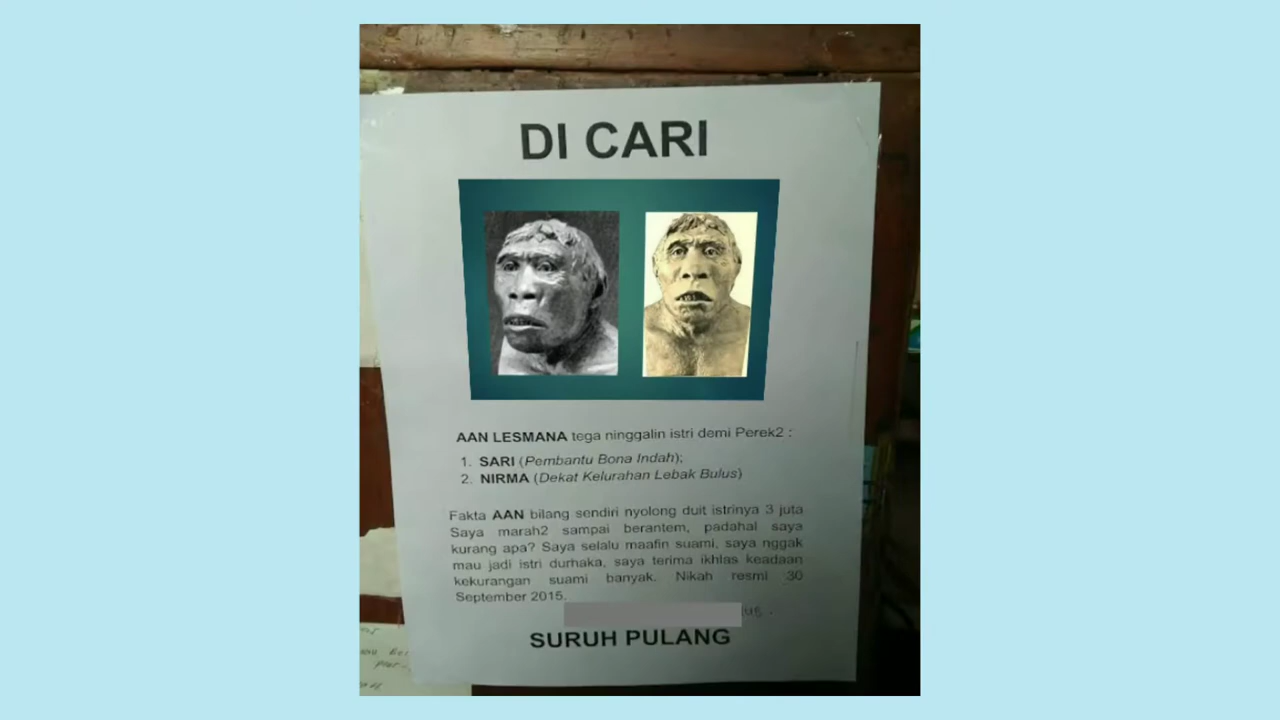 DI CARI
AAN LESMANA tega ninggalin istri demi Perek2 :
1. SARI (Pembantu Bona Indah);
2. NIRMA (Dekat Kelurahan Lebak Bulus)
Fakta AAN bilang sendiri nyolong duit istrinya 3 juta
Saya marah2 sampai berantem, padahal saya
kurang apa? Saya selalu maafin suami, saya nggak
mau jadi istri durhaka, saya terima ikhlas keadaan
kekurangan suami banyak. Nikah resmi 30
September 2015.
SURUH PULANG